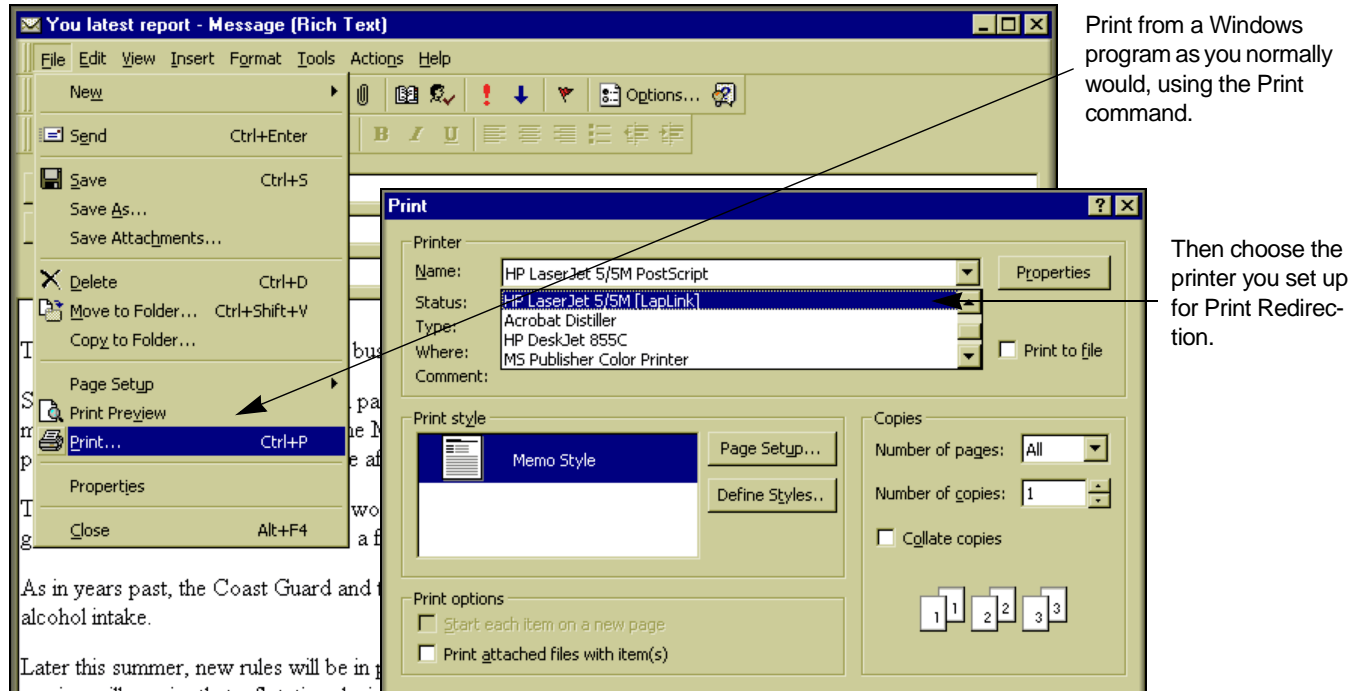 You latest report - Message (Rich Text)
File Edit View Insert Format Tools Actions Help
New
Options...
Send Ctrl+Enter
B I U
Save Ctrl+S
Save As...
Save Attachments...
Delete Ctrl+D
Move to Folder... Ctrl+Shift+V
Copy to Folder...
Page Setup
Print Preview
Print... Ctrl+P
Properties
Close Alt+F4
As in years past, the Coast Guard and
alcohol intake.
Later this summer, new rules will be in
Print
Printer
Name: HP LaserJet 5/5M PostScript Properties
Status: HP LaserJet 5/5M [LapLink]
Type: Acrobat Distiller
HP DeskJet 855C
Where: MS Publisher Color Printer Print to file
Comment:
Print style
Memo Style
Page Setup...
Define Styles..
Copies
Number of pages: All
Number of copies: 1
Collate copies
1 1 2 2 3 3
Print options
Start each item on a new page
Print attached files with item(s)
Print from a Windows
program as you normally
would, using the Print
command.
Then choose the
printer you set up
for Print Redirec-
tion.